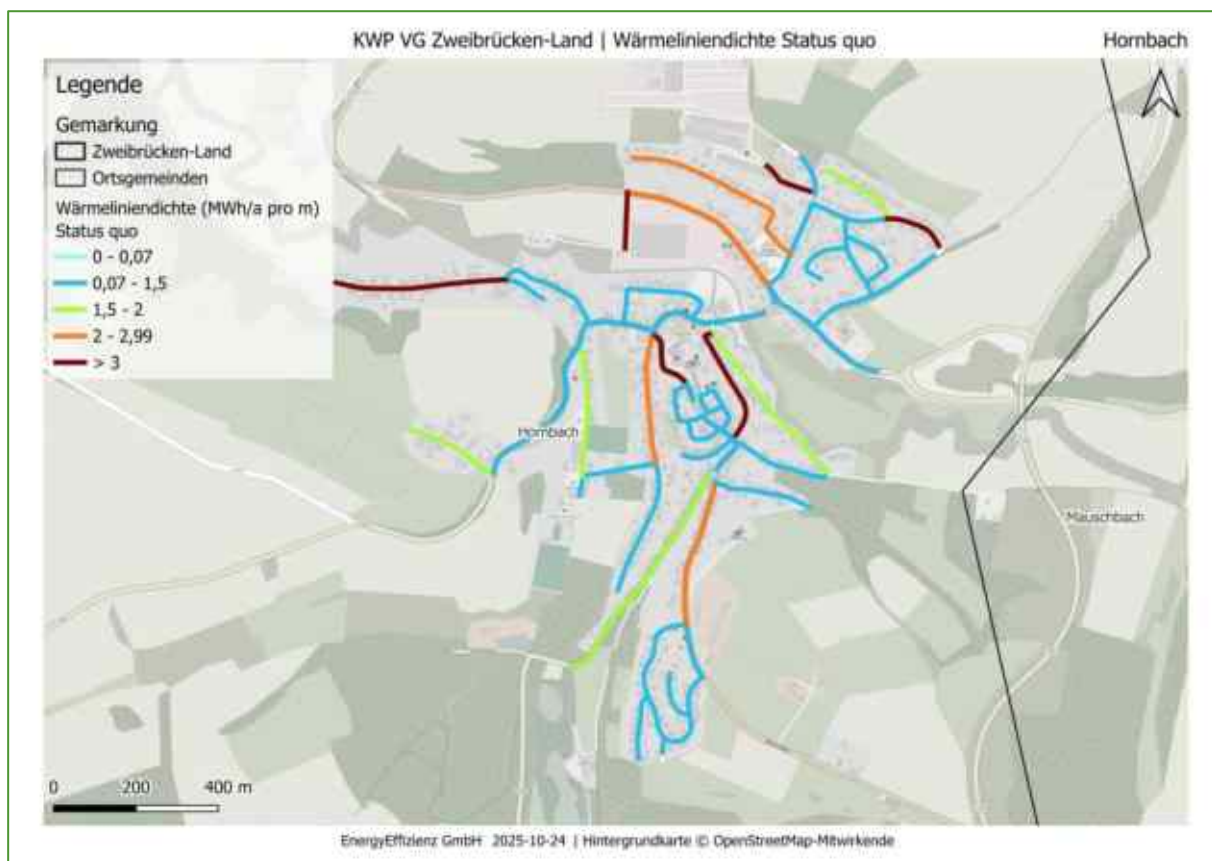 KWP VG Zweibrücken-Land | Wärmeliniendichte Status quo
Hornbach
Legende
Gemarkung
Zweibrücken-Land
Ortsgemeinden
Wärmeliniendichte (MWh/a pro m)
Status quo
0 - 0,07
0,07 - 1,5
1,5 - 2
2 - 2,99
> 3
Hornbach
Mauschbach
0 200 400 m
EnergyEffizienz GmbH 2025-10-24 | Hintergrundkarte © OpenStreetMap-Mitwirkende